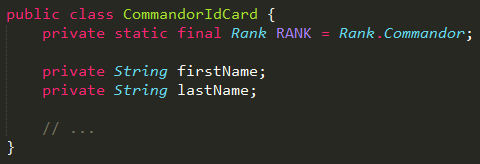 public class CommandorIdCard {
    private static final Rank RANK = Rank.Commandor;
    private String firstName;
    private String lastName;
    // ...
}